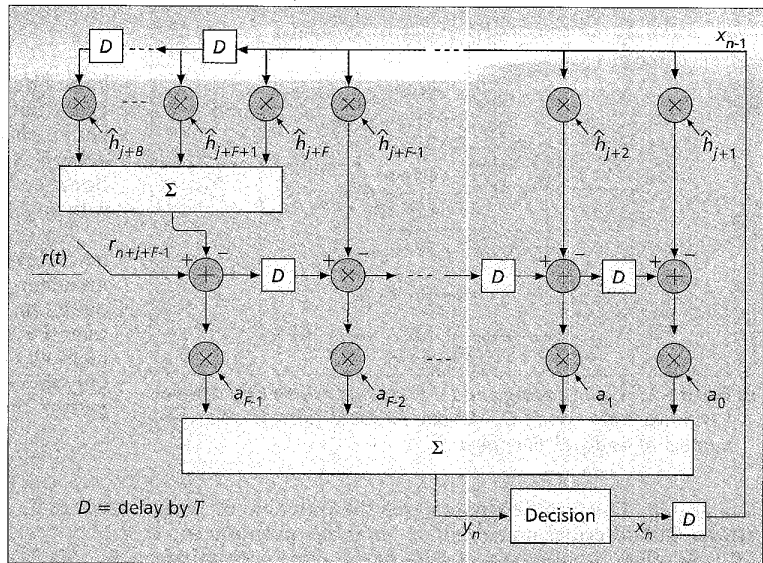 x_{n-1}
D --- D ---
× --- × × × × ×
ĥ_{j+B} ĥ_{j+F+1} ĥ_{j+F} ĥ_{j+F-1} ĥ_{j+2} ĥ_{j+1}
Σ
r(t) r_{n+j+F-1} + − + D + − × --- D + − + D + − +
× × --- × ×
a_{F-1} a_{F-2} a_1 a_0
Σ
D = delay by T
y_n Decision x_n D